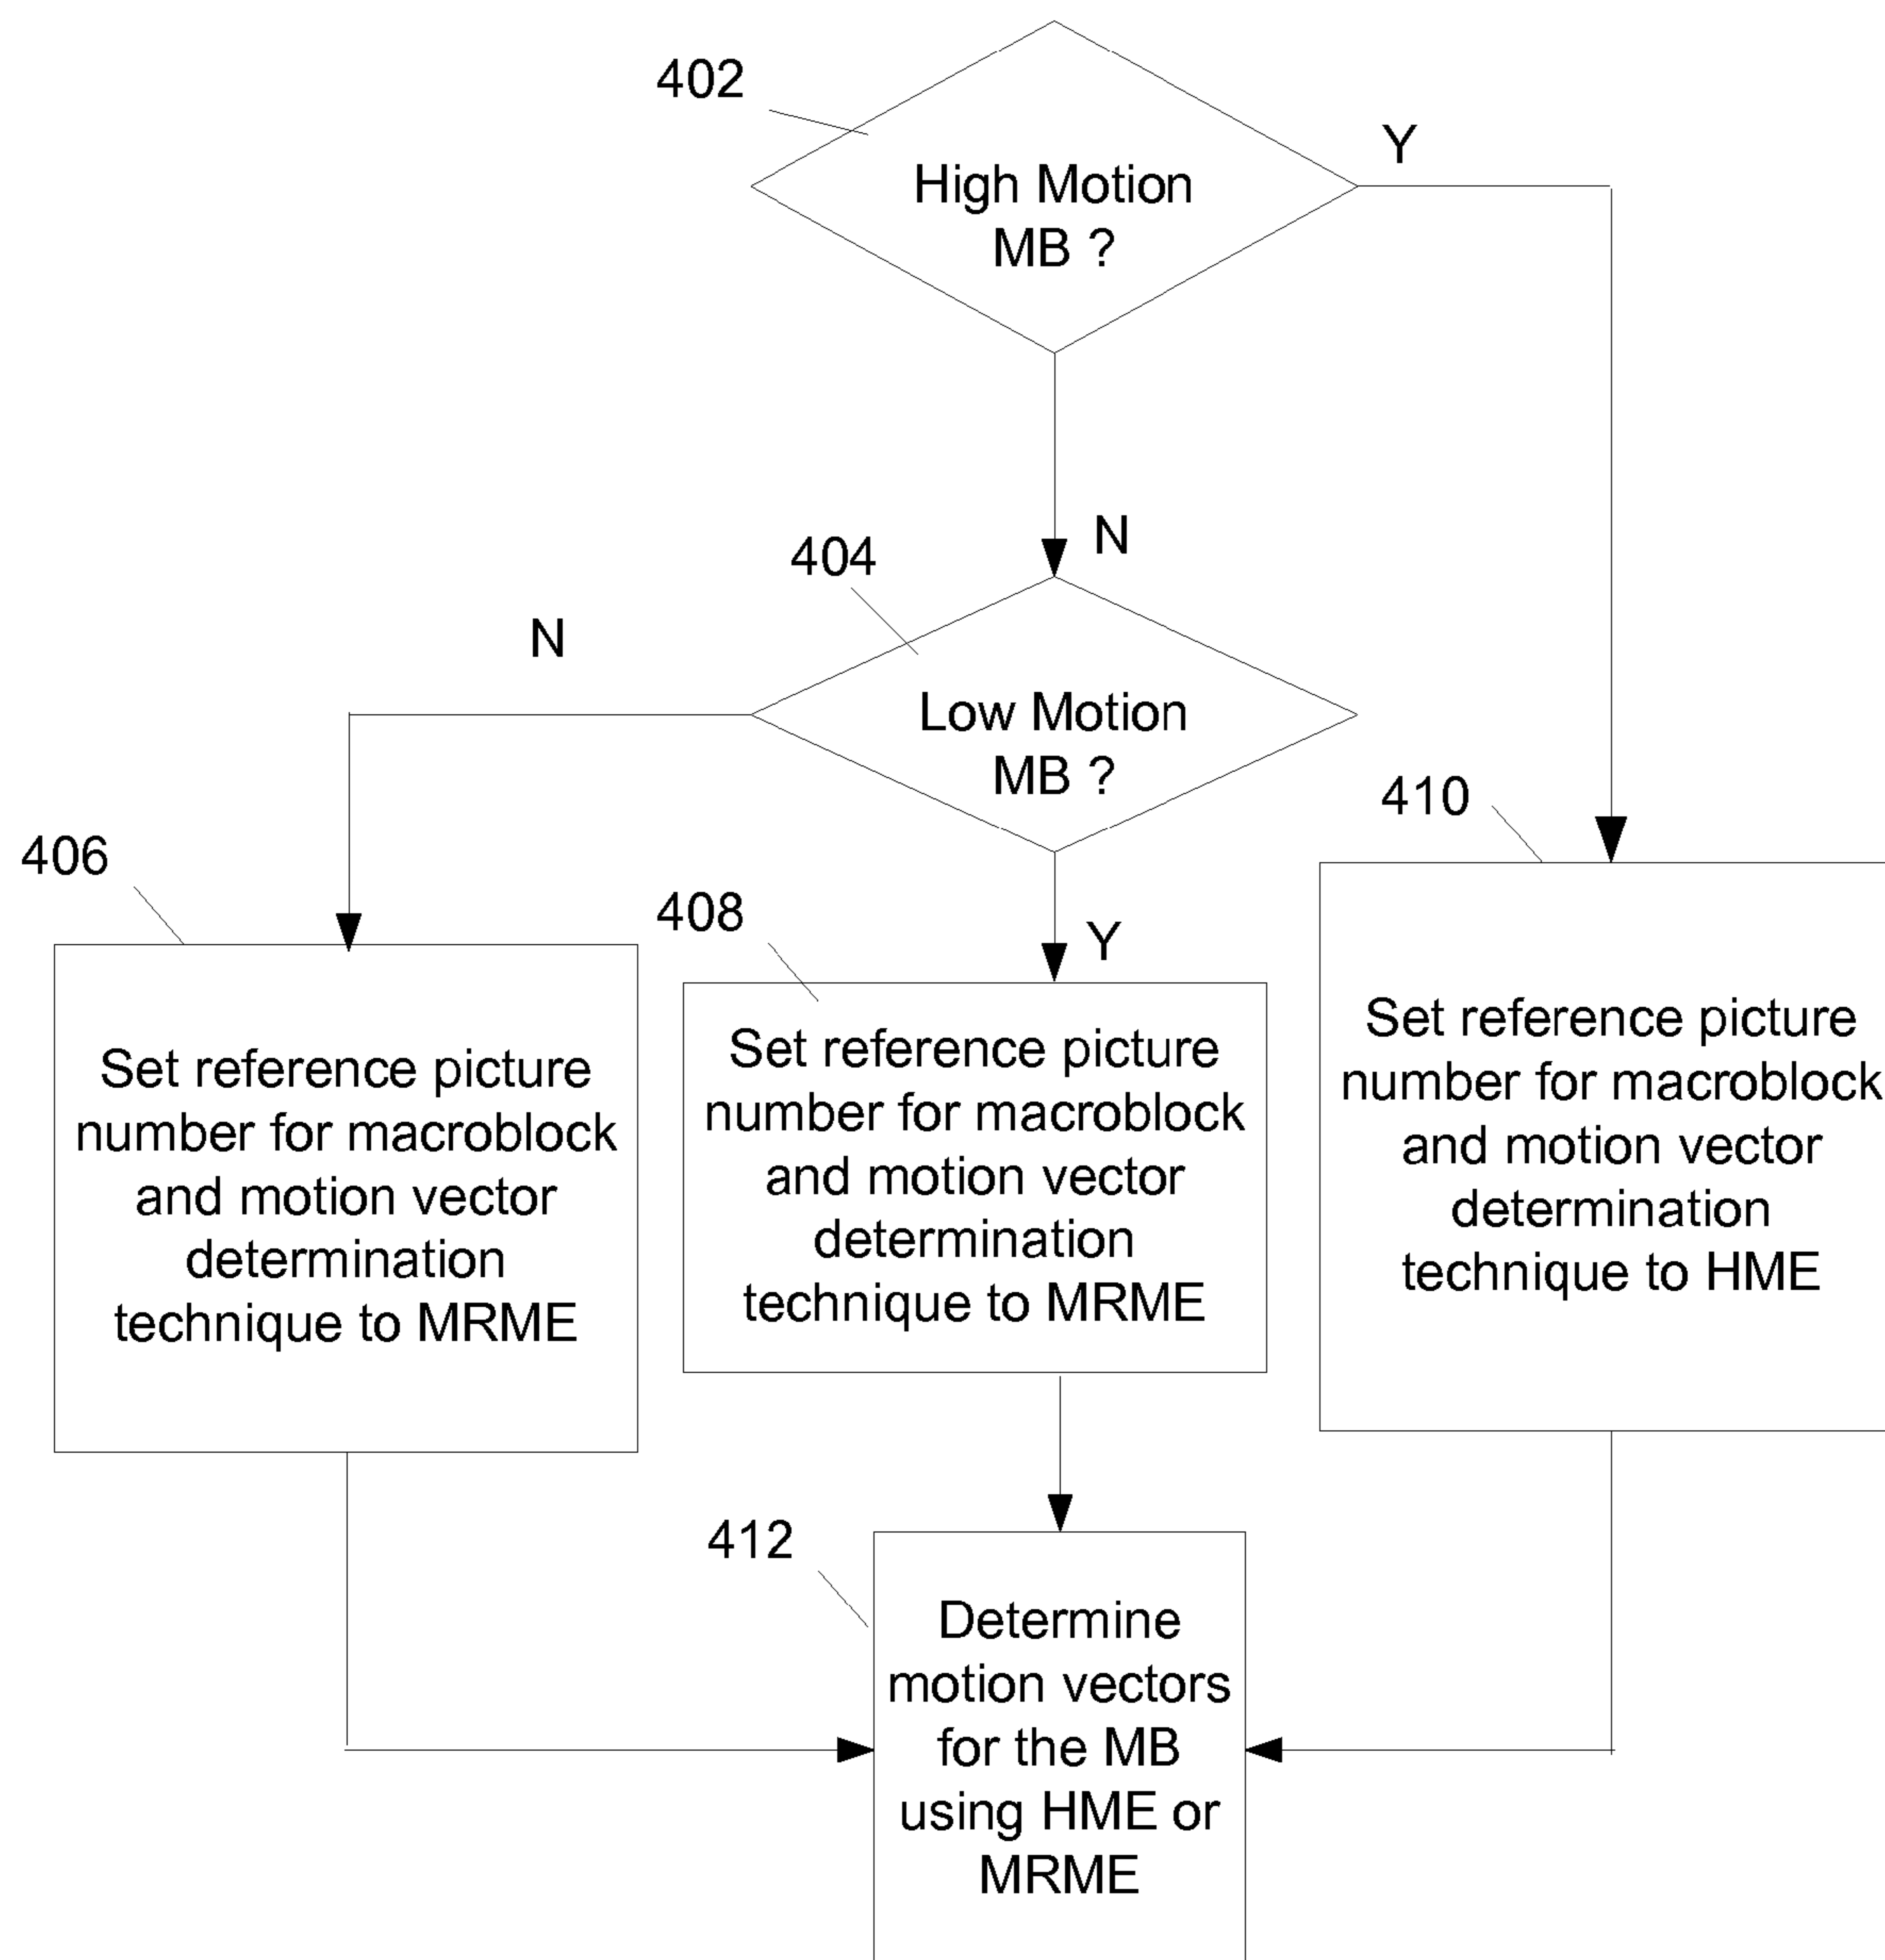 402
High Motion
MB ?
Y
N
404
N
Low Motion
MB ?
Y
406
Set reference picture
number for macroblock
and motion vector
determination
technique to MRME
408
Set reference picture
number for macroblock
and motion vector
determination
technique to MRME
410
Set reference picture
number for macroblock
and motion vector
determination
technique to HME
412
Determine
motion vectors
for the MB
using HME or
MRME